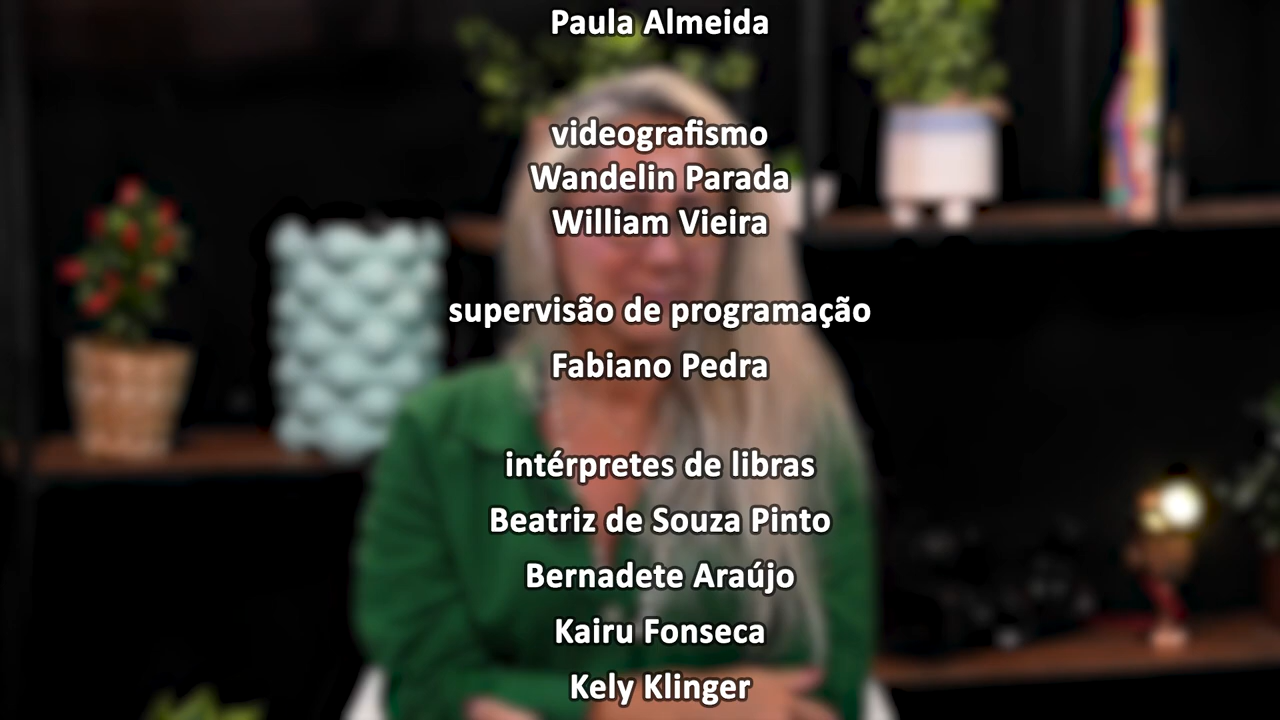 Paula Almeida
videografismo
Wandelin Parada
William Vieira
supervisão de programação
Fabiano Pedra
intérpretes de libras
Beatriz de Souza Pinto
Bernadete Araújo
Kairu Fonseca
Kely Klinger